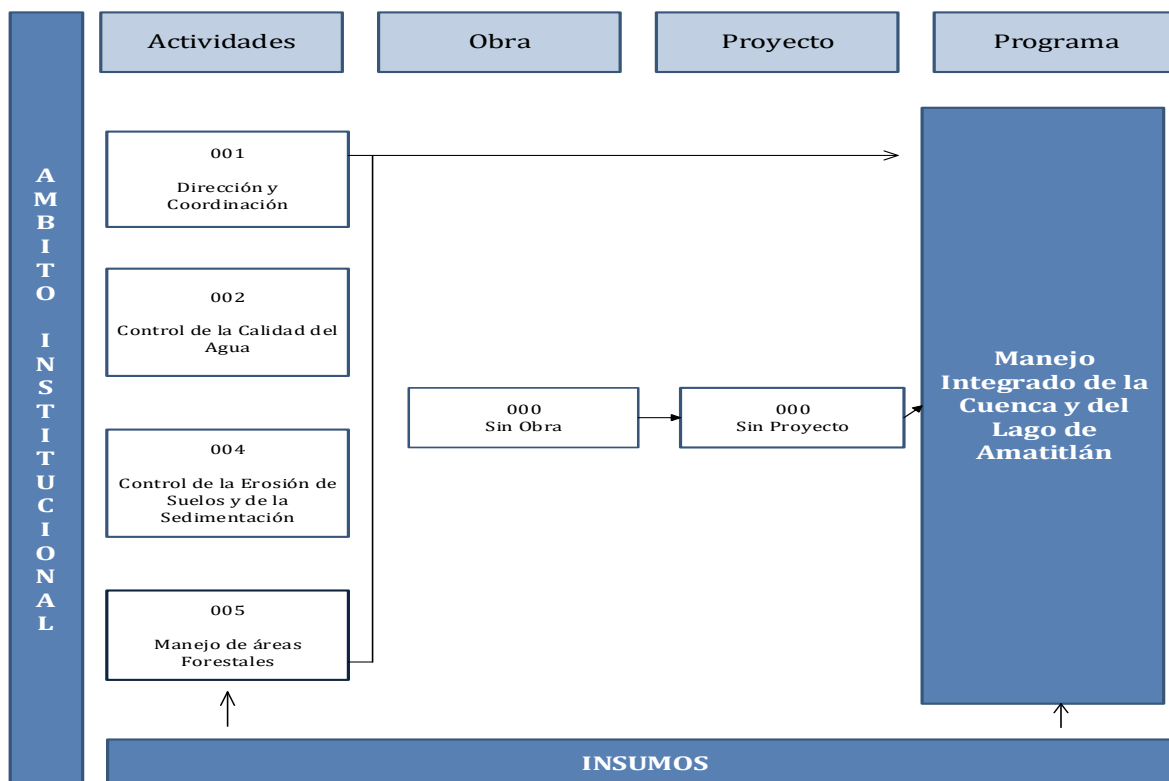 Actividades
Obra
Proyecto
Programa
AMBITO INSTITUCIONAL
001
Dirección y
Coordinación
002
Control de la Calidad del
Agua
004
Control de la Erosión de
Suelos y de la
Sedimentación
005
Manejo de áreas
Forestales
000
Sin Obra
000
Sin Proyecto
Manejo
Integrado de la
Cuenca y del
Lago de
Amatitlán
INSUMOS